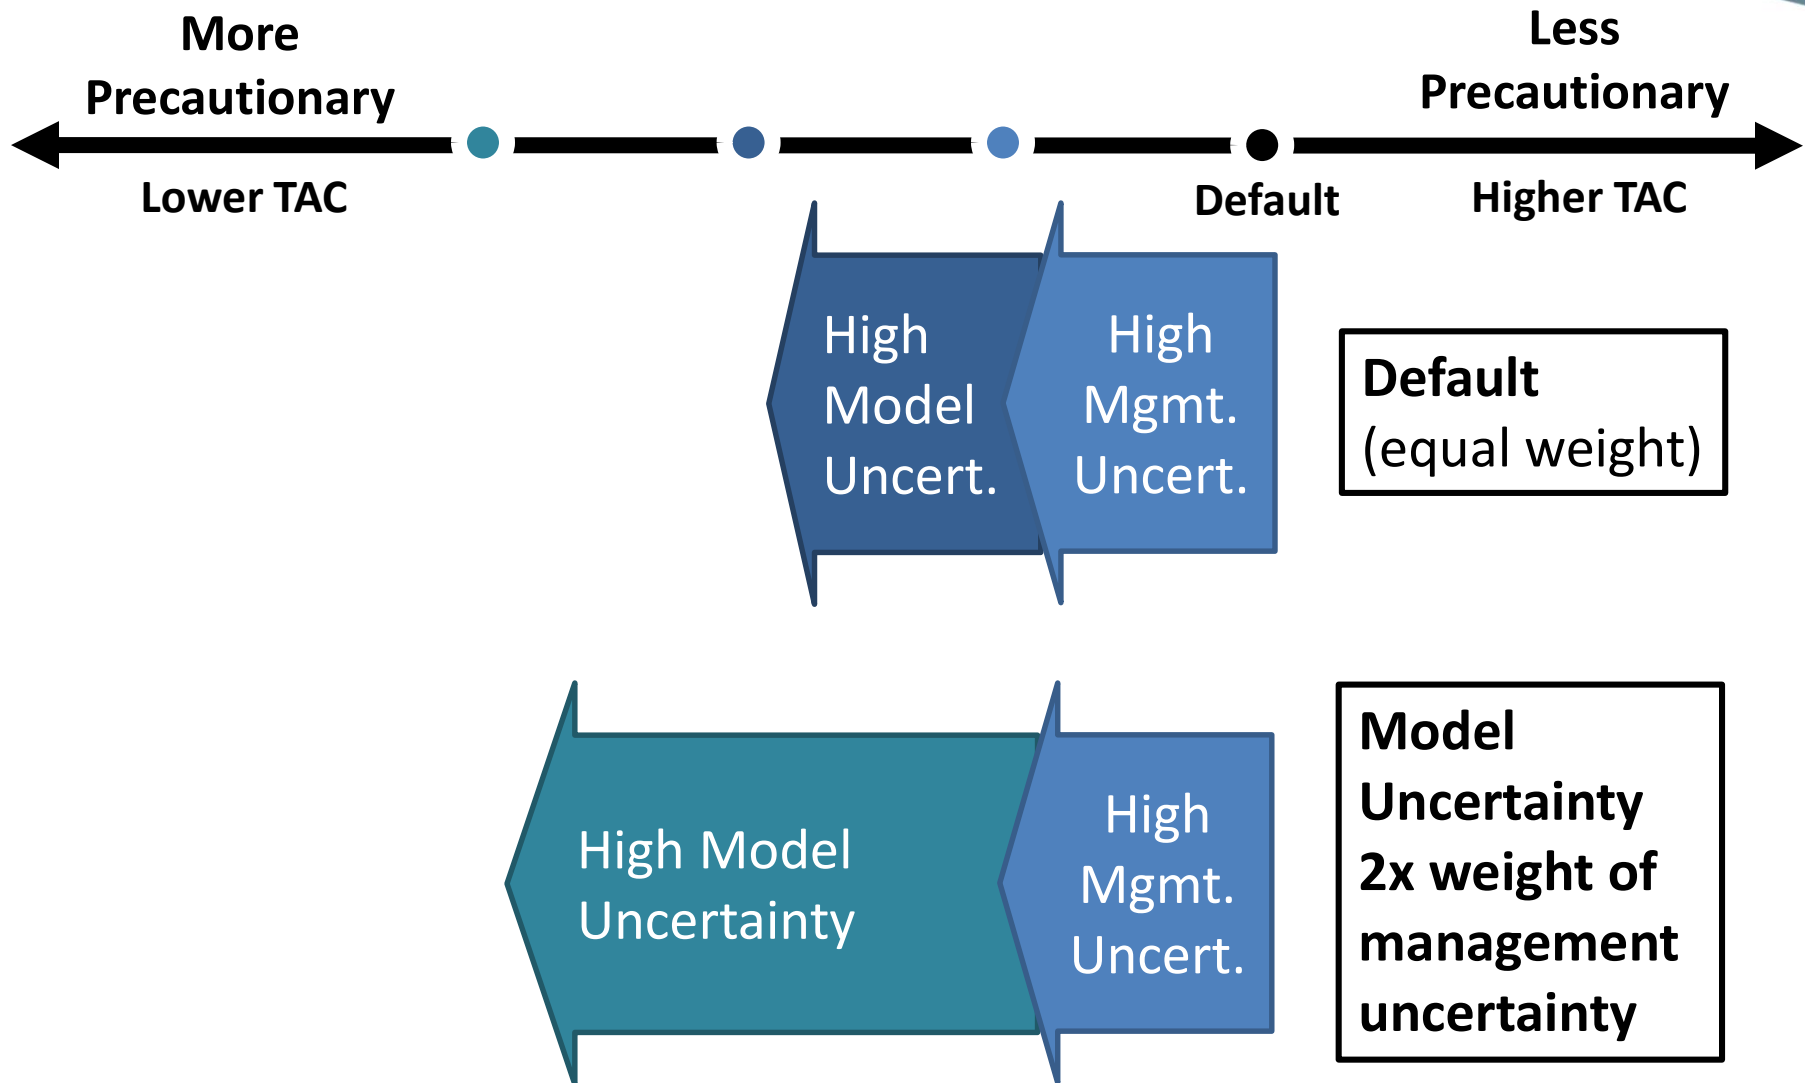 More
Precautionary
Less
Precautionary
Lower TAC
Default
Higher TAC
High
Model
Uncert.
High
Mgmt.
Uncert.
Default
(equal weight)
High Model
Uncertainty
High
Mgmt.
Uncert.
Model
Uncertainty
2x weight of
management
uncertainty